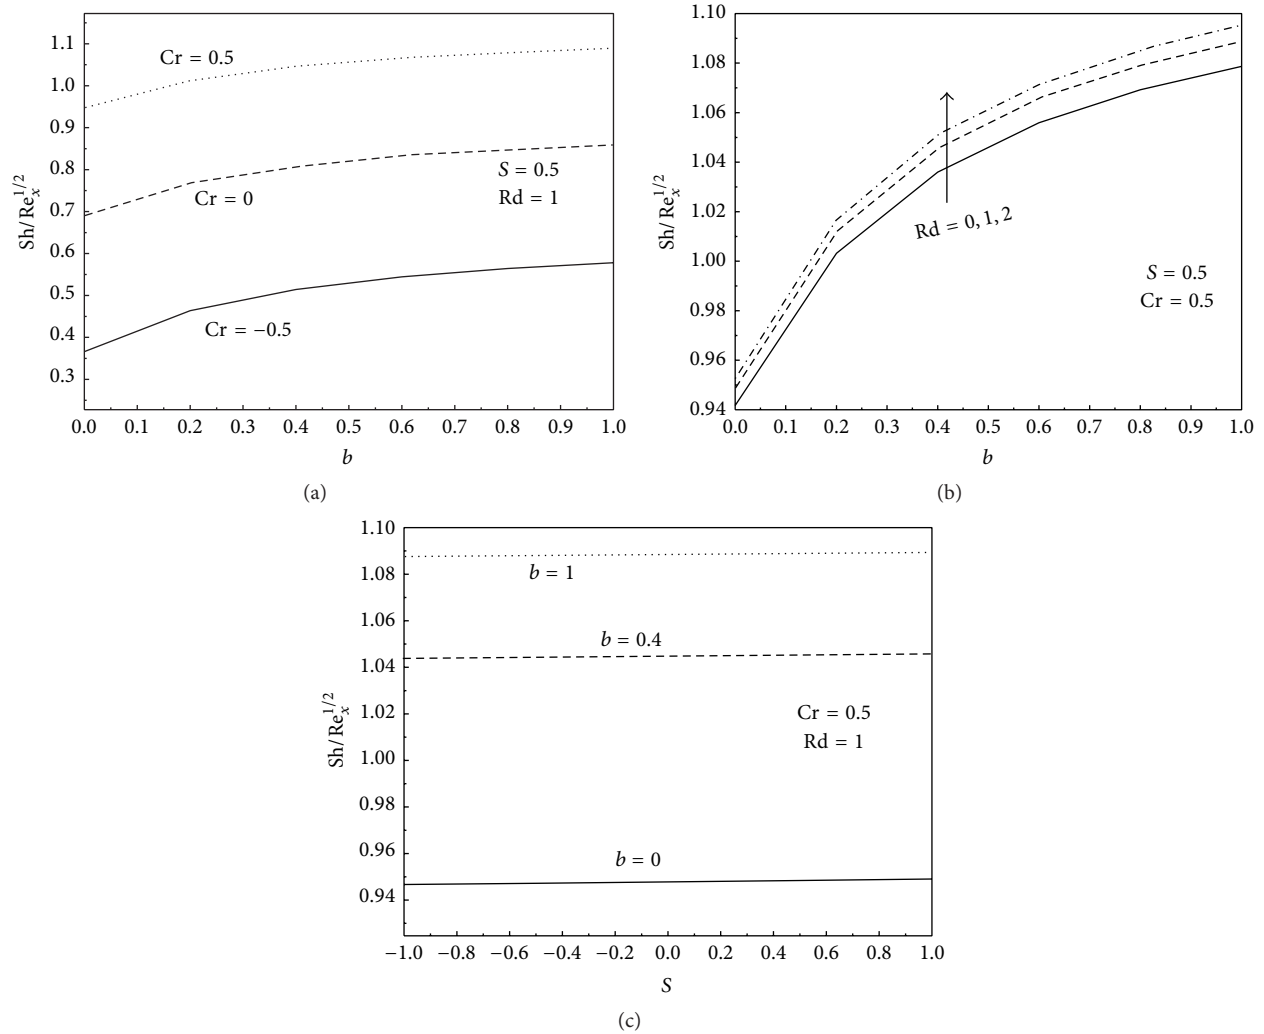 1.1
1.0
0.9
0.8
0.7
0.6
0.5
0.4
0.3
Sh/Re_x^{1/2}
Cr = 0.5
Cr = 0
Cr = −0.5
S = 0.5
Rd = 1
0.0 0.1 0.2 0.3 0.4 0.5 0.6 0.7 0.8 0.9 1.0
b
(a)
1.10
1.08
1.06
1.04
1.02
1.00
0.98
0.96
0.94
Sh/Re_x^{1/2}
Rd = 0, 1, 2
S = 0.5
Cr = 0.5
0.0 0.1 0.2 0.3 0.4 0.5 0.6 0.7 0.8 0.9 1.0
b
(b)
1.10
1.08
1.06
1.04
1.02
1.00
0.98
0.96
0.94
Sh/Re_x^{1/2}
b = 1
b = 0.4
Cr = 0.5
Rd = 1
b = 0
−1.0 −0.8 −0.6 −0.4 −0.2 0.0 0.2 0.4 0.6 0.8 1.0
S
(c)